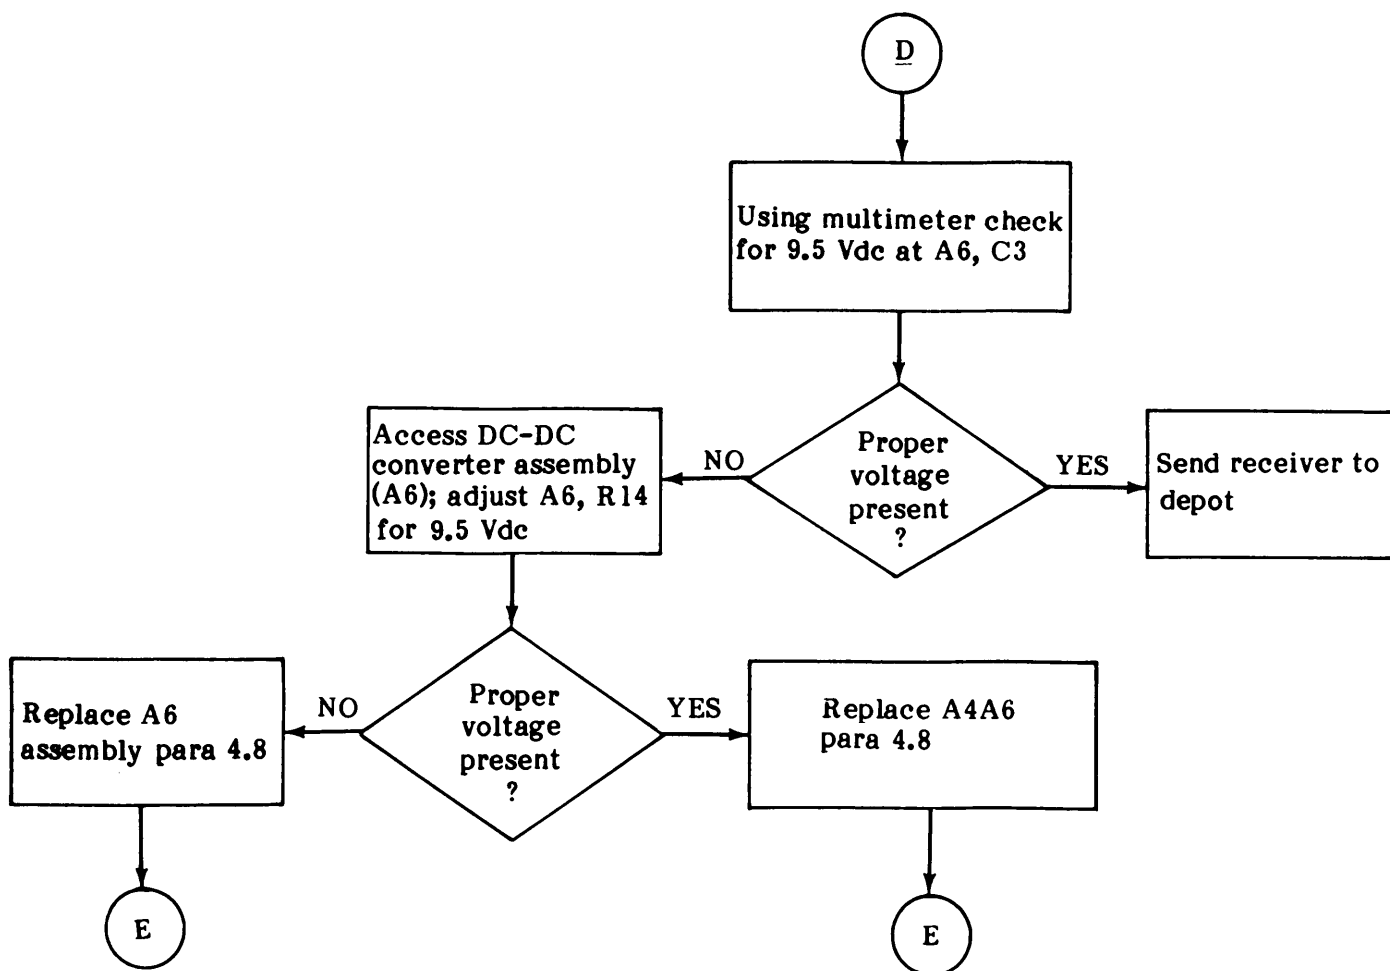 D
Using multimeter check
for 9.5 Vdc at A6, C3
Proper
voltage
present
?
NO
YES
Access DC-DC
converter assembly
(A6); adjust A6, R14
for 9.5 Vdc
Send receiver to
depot
Proper
voltage
present
?
NO
YES
Replace A6
assembly para 4.8
Replace A4A6
para 4.8
E
E